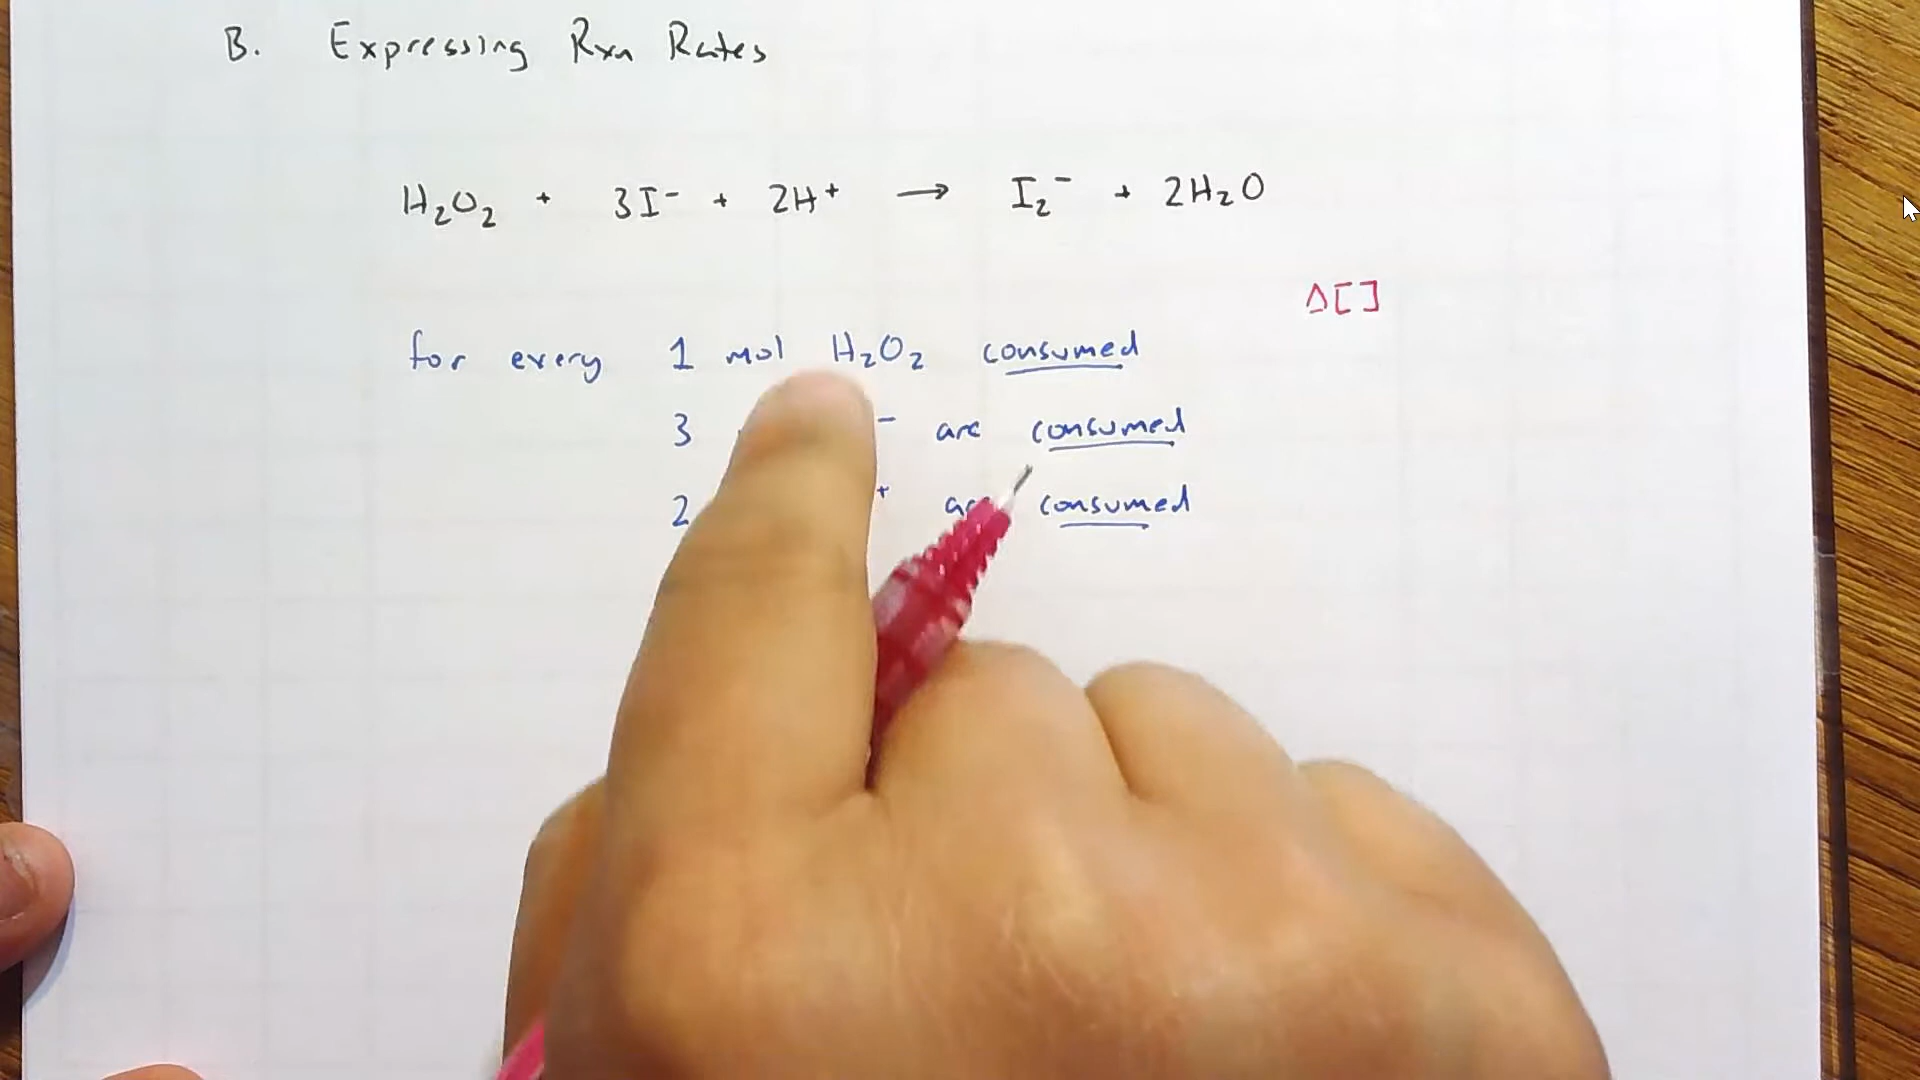 B. Expressing Rxn Rates
H₂O₂ + 3I⁻ + 2H⁺ → I₂⁻ + 2H₂O
Δ[]
for every 1 mol H₂O₂ consumed
3 ⁻ are consumed
2 ⁺ are consumed